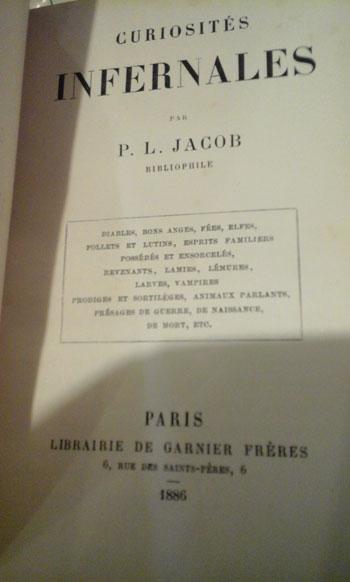 CURIOSITÉS
INFERNALES
PAR
P. L. JACOB
BIBLIOPHILE
DIABLES, BONS ANGES, FÉES, ELFES,
FOLLETS ET LUTINS, ESPRITS FAMILIERS
POSSÉDÉS ET ENSORCELÉS,
REVENANTS, LAMIES, LÉMURES,
LARVES, VAMPIRES
PRODIGES ET SORTILÈGES, ANIMAUX PARLANTS,
PRÉSAGES DE GUERRE, DE NAISSANCE,
DE MORT, ETC.
PARIS
LIBRAIRIE DE GARNIER FRÈRES
6, RUE DES SAINTS-PÈRES, 6
1886